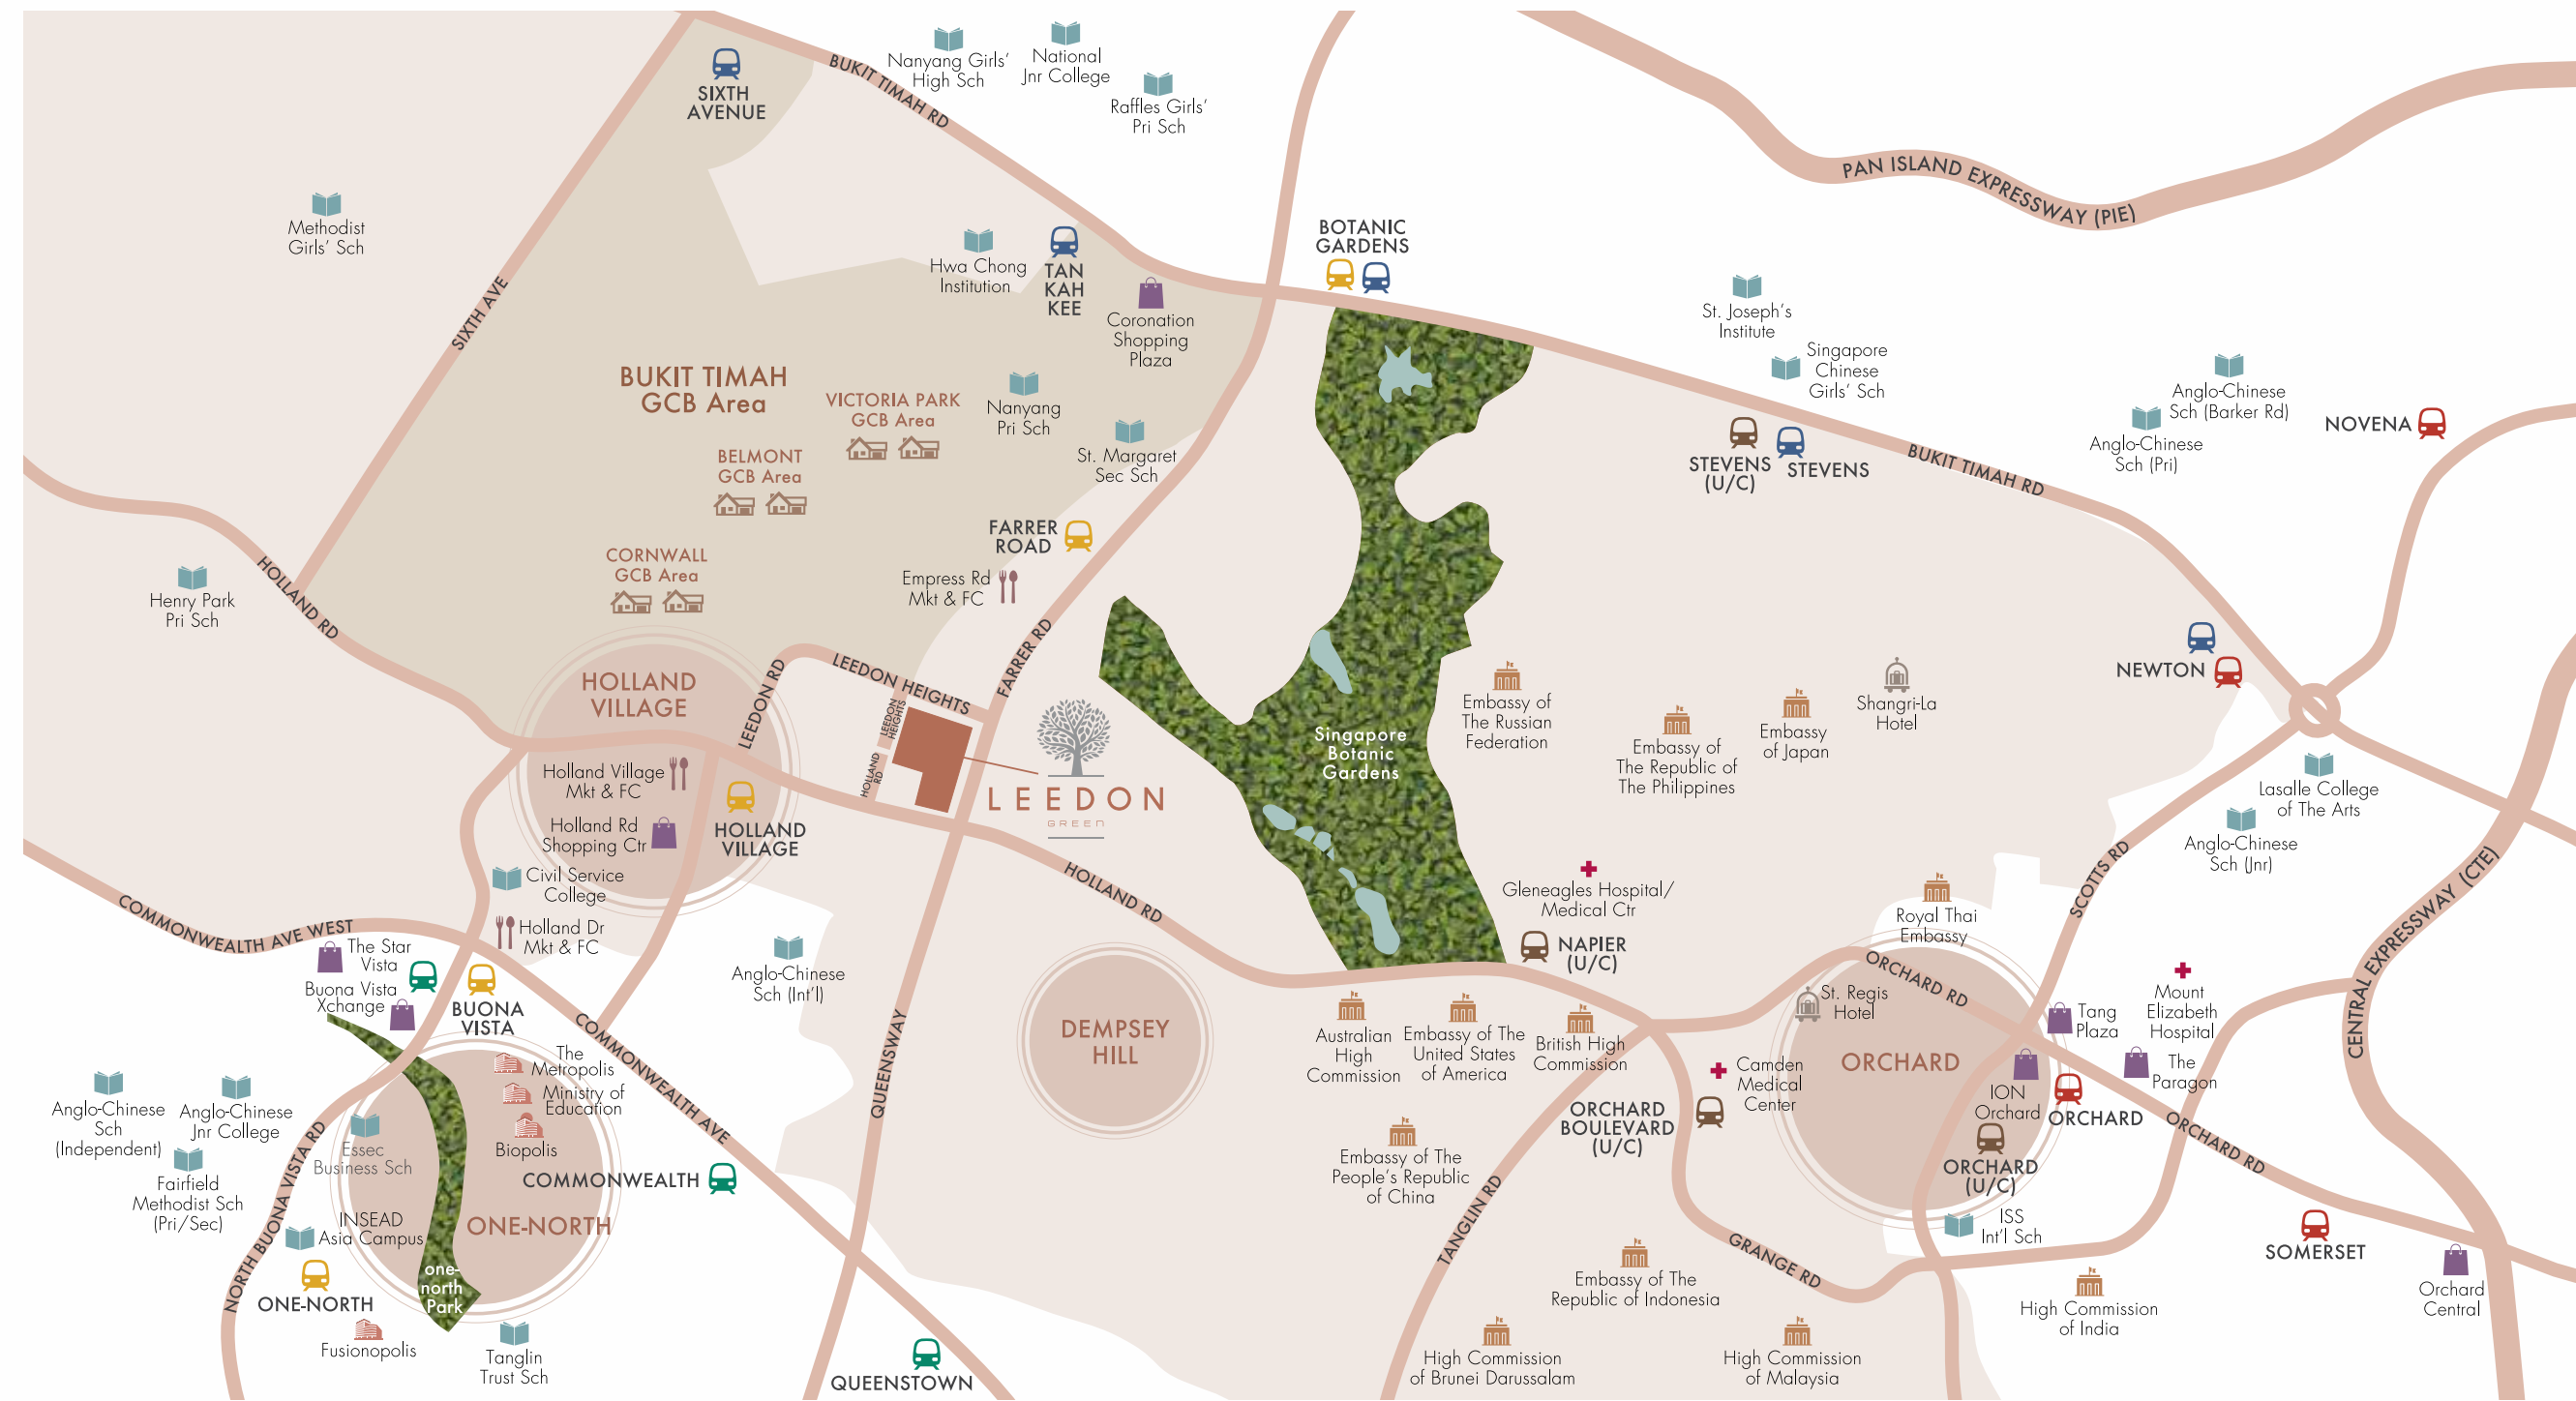 SIXTH
AVENUE
BUKIT TIMAH RD
Nanyang Girls'
High Sch
National
Jnr College
Raffles Girls'
Pri Sch
PAN ISLAND EXPRESSWAY (PIE)
Methodist
Girls' Sch
SIXTH AVE
Hwa Chong
Institution
TAN
KAH
KEE
Coronation
Shopping
Plaza
BOTANIC
GARDENS
St. Joseph's
Institute
Singapore
Chinese
Girls' Sch
Anglo-Chinese
Sch (Barker Rd)
Anglo-Chinese
Sch (Pri)
NOVENA
BUKIT TIMAH
GCB Area
VICTORIA PARK
GCB Area
BELMONT
GCB Area
CORNWALL
GCB Area
Nanyang
Pri Sch
St. Margaret
Sec Sch
STEVENS
(U/C)
STEVENS
BUKIT TIMAH RD
FARRER
ROAD
Empress Rd
Mkt & FC
Henry Park
Pri Sch
HOLLAND RD
HOLLAND
VILLAGE
LEEDON RD
LEEDON HEIGHTS
LEEDON
HEIGHTS
HOLLAND
RD
FARRER RD
LEEDON
GREEN
Singapore
Botanic
Gardens
Embassy of
The Russian
Federation
Embassy of
The Republic of
The Philippines
Embassy
of Japan
Shangri-La
Hotel
NEWTON
Lasalle College
of The Arts
Anglo-Chinese
Sch (Jnr)
Holland Village
Mkt & FC
Holland Rd
Shopping Ctr
HOLLAND
VILLAGE
Civil Service
College
Holland Dr
Mkt & FC
COMMONWEALTH AVE WEST
The Star
Vista
Buona Vista
Xchange
BUONA
VISTA
Anglo-Chinese
Sch (Int'l)
HOLLAND RD
QUEENSWAY
DEMPSEY
HILL
Gleneagles Hospital/
Medical Ctr
NAPIER
(U/C)
Royal Thai
Embassy
SCOTTS RD
CENTRAL EXPRESSWAY (CTE)
ORCHARD RD
St. Regis
Hotel
Tang
Plaza
Mount
Elizabeth
Hospital
The
Paragon
Australian
High
Commission
Embassy of The
United States
of America
British High
Commission
Camden
Medical
Center
ORCHARD
BOULEVARD
(U/C)
ORCHARD
ION
Orchard
ORCHARD
ORCHARD
(U/C)
ORCHARD RD
COMMONWEALTH AVE
The
Metropolis
Ministry of
Education
Biopolis
COMMONWEALTH
Anglo-Chinese
Sch
(Independent)
Anglo-Chinese
Jnr College
Fairfield
Methodist Sch
(Pri/Sec)
NORTH BUONA VISTA RD
Essec
Business Sch
INSEAD
Asia Campus
ONE-NORTH
one-
north
Park
ONE-NORTH
Fusionopolis
Tanglin
Trust Sch
QUEENSTOWN
Embassy of The
People's Republic
of China
TANGLIN RD
GRANGE RD
Embassy of The
Republic of Indonesia
High Commission
of Brunei Darussalam
High Commission
of Malaysia
ISS
Int'l Sch
High Commission
of India
SOMERSET
Orchard
Central